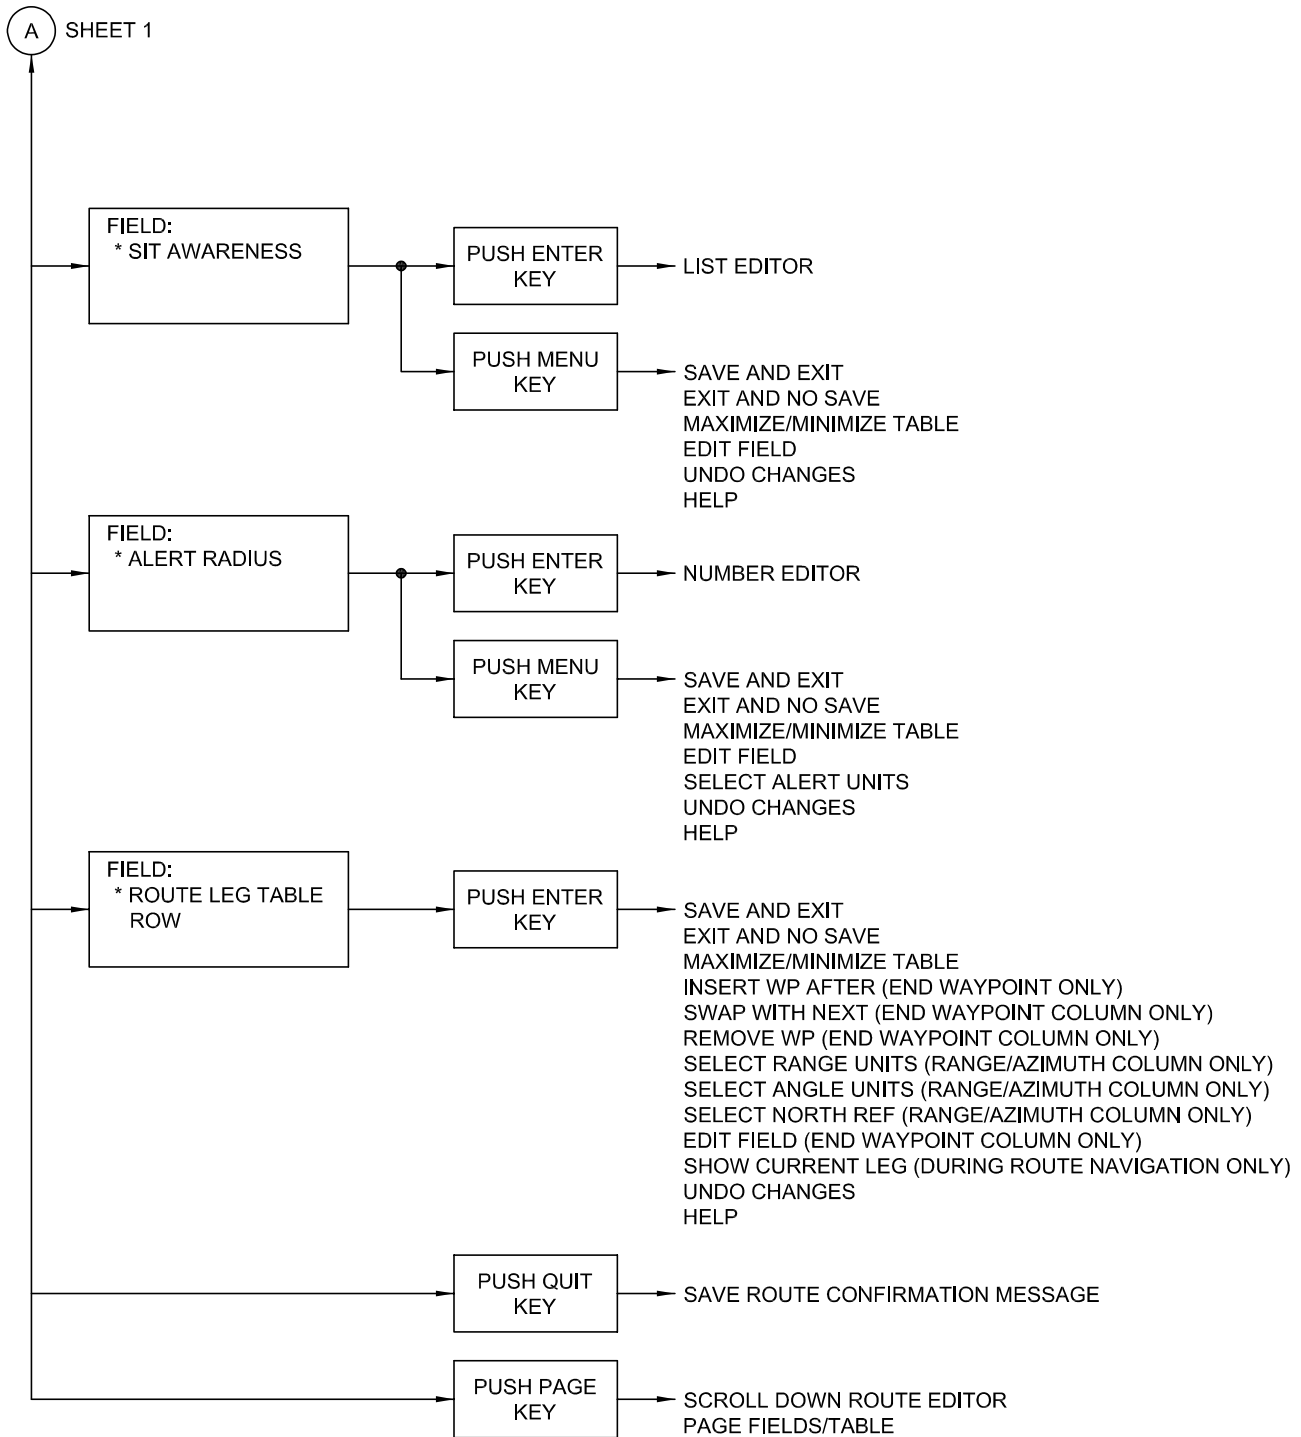 A SHEET 1
FIELD:
* SIT AWARENESS
PUSH ENTER
KEY
LIST EDITOR
PUSH MENU
KEY
SAVE AND EXIT
EXIT AND NO SAVE
MAXIMIZE/MINIMIZE TABLE
EDIT FIELD
UNDO CHANGES
HELP
FIELD:
* ALERT RADIUS
PUSH ENTER
KEY
NUMBER EDITOR
PUSH MENU
KEY
SAVE AND EXIT
EXIT AND NO SAVE
MAXIMIZE/MINIMIZE TABLE
EDIT FIELD
SELECT ALERT UNITS
UNDO CHANGES
HELP
FIELD:
* ROUTE LEG TABLE
ROW
PUSH ENTER
KEY
SAVE AND EXIT
EXIT AND NO SAVE
MAXIMIZE/MINIMIZE TABLE
INSERT WP AFTER (END WAYPOINT ONLY)
SWAP WITH NEXT (END WAYPOINT COLUMN ONLY)
REMOVE WP (END WAYPOINT COLUMN ONLY)
SELECT RANGE UNITS (RANGE/AZIMUTH COLUMN ONLY)
SELECT ANGLE UNITS (RANGE/AZIMUTH COLUMN ONLY)
SELECT NORTH REF (RANGE/AZIMUTH COLUMN ONLY)
EDIT FIELD (END WAYPOINT COLUMN ONLY)
SHOW CURRENT LEG (DURING ROUTE NAVIGATION ONLY)
UNDO CHANGES
HELP
PUSH QUIT
KEY
SAVE ROUTE CONFIRMATION MESSAGE
PUSH PAGE
KEY
SCROLL DOWN ROUTE EDITOR
PAGE FIELDS/TABLE